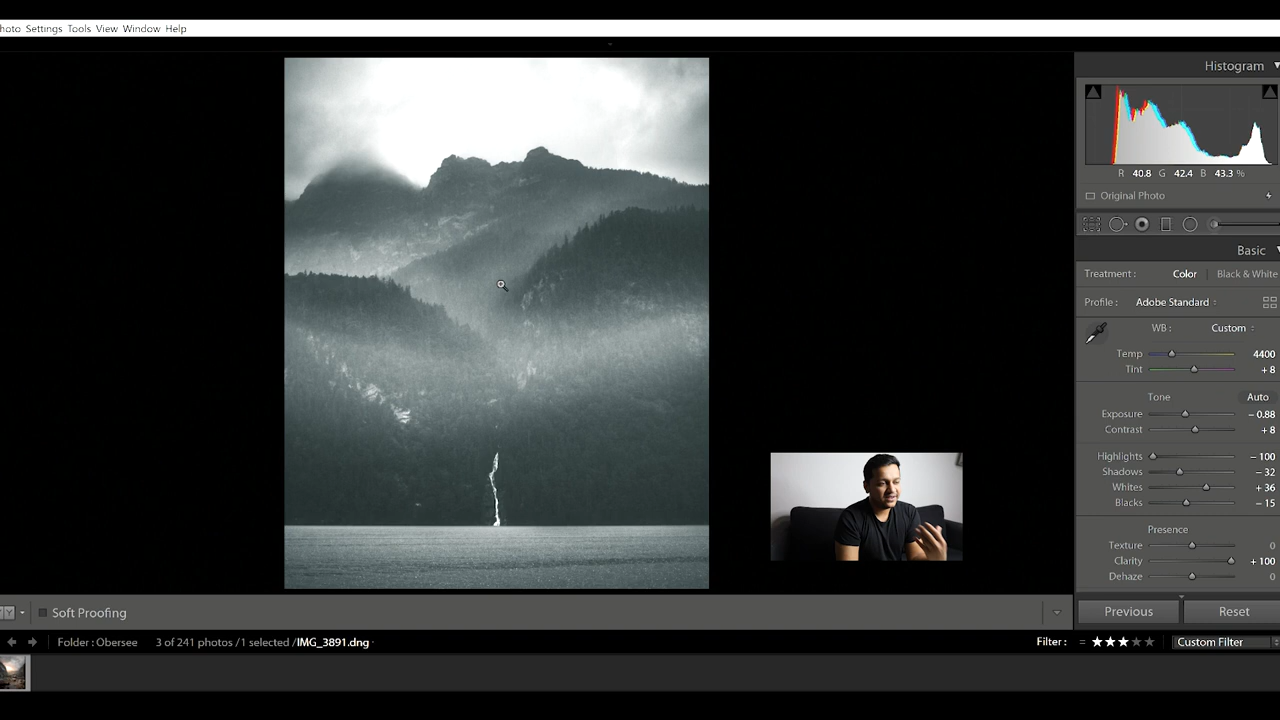 hoto Settings Tools View Window Help
Histogram
R 40.8 G 42.4 B 43.3 %
Original Photo
Basic
Treatment : Color Black & White
Profile : Adobe Standard
WB : Custom
Temp 4400
Tint + 8
Tone Auto
Exposure – 0.88
Contrast + 8
Highlights – 100
Shadows – 32
Whites + 36
Blacks – 15
Presence
Texture 0
Clarity + 100
Dehaze 0
Previous Reset
Y Soft Proofing
Folder : Obersee 3 of 241 photos / 1 selected / IMG_3891.dng
Filter : = ★★★★★ Custom Filter